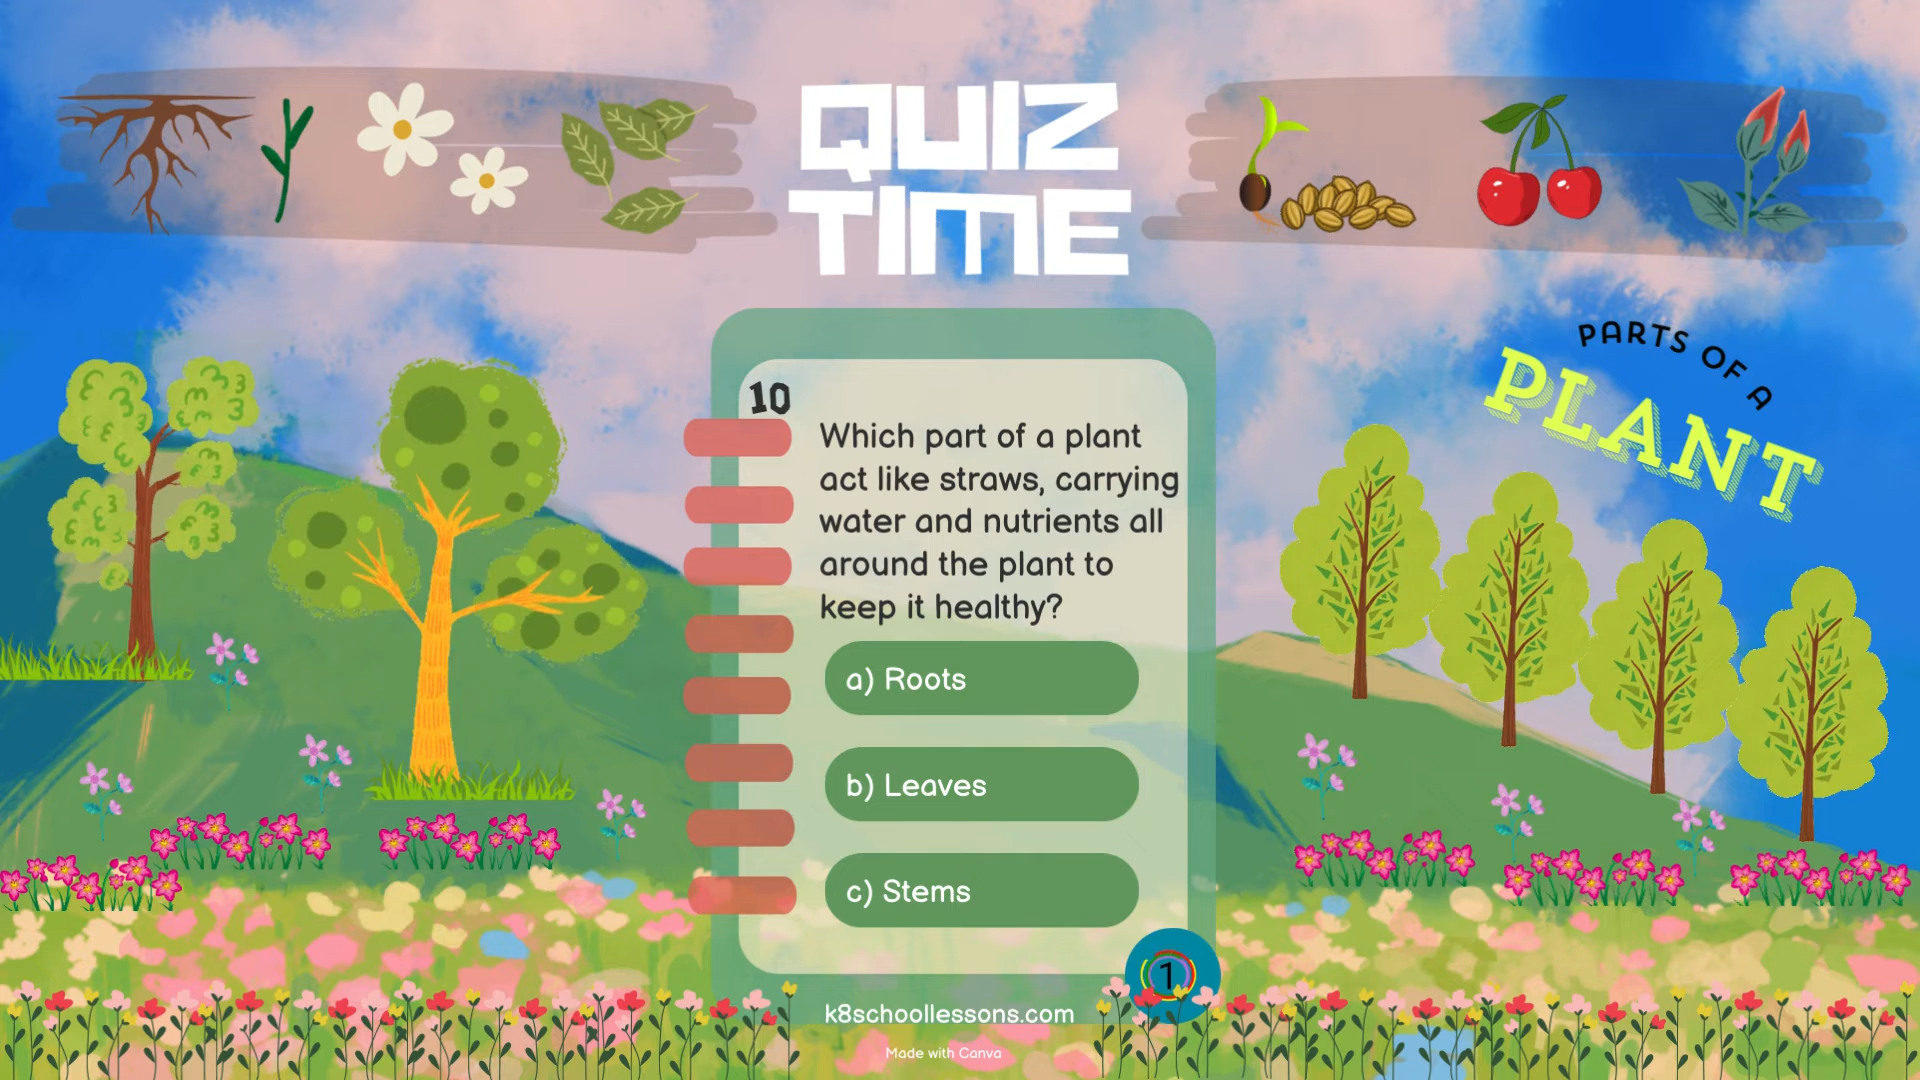 QUIZ
TIME
PARTS OF A
PLANT
10
Which part of a plant
act like straws, carrying
water and nutrients all
around the plant to
keep it healthy?
a) Roots
b) Leaves
c) Stems
1
k8schoollessons.com
Made with Canva